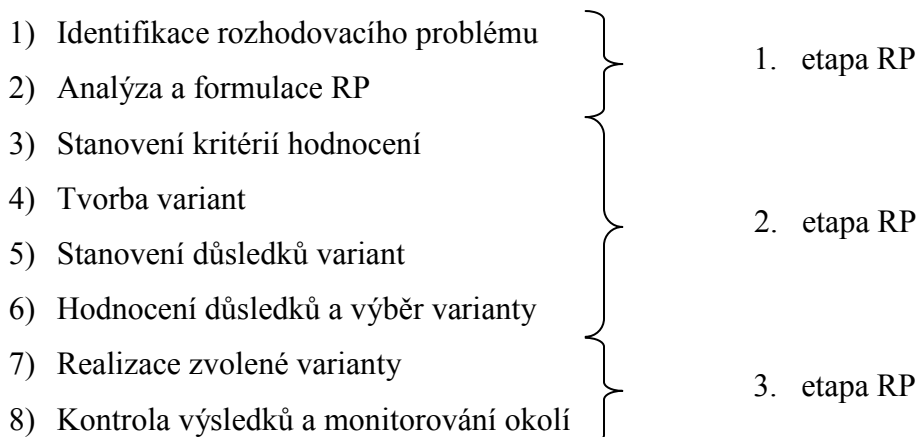 1) Identifikace rozhodovacího problému
2) Analýza a formulace RP
1. etapa RP
3) Stanovení kritérií hodnocení
4) Tvorba variant
5) Stanovení důsledků variant
6) Hodnocení důsledků a výběr varianty
2. etapa RP
7) Realizace zvolené varianty
8) Kontrola výsledků a monitorování okolí
3. etapa RP